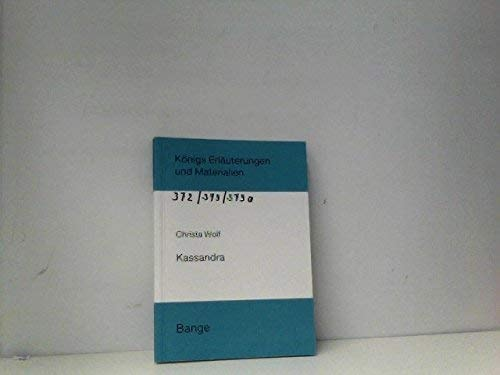 Königs Erläuterungen
und Materialien
372/373/373a
Christa Wolf
Kassandra
Bange